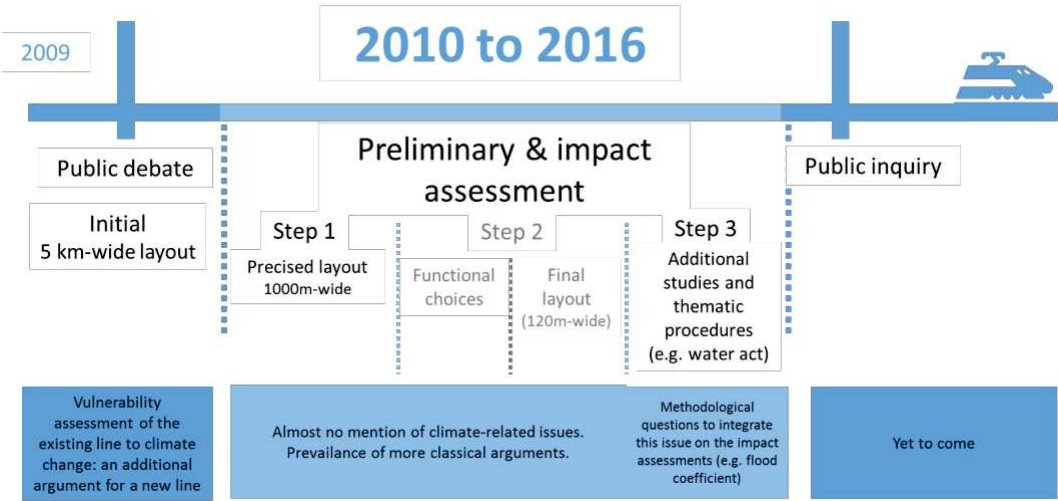 2009
2010 to 2016
Public debate
Initial
5 km-wide layout
Preliminary & impact
assessment
Public inquiry
Step 1
Precised layout
1000m-wide
Step 2
Functional
choices
Final
layout
(120m-wide)
Step 3
Additional
studies and
thematic
procedures
(e.g. water act)
Vulnerability
assessment of the
existing line to climate
change: an additional
argument for a new line
Almost no mention of climate-related issues.
Prevailance of more classical arguments.
Methodological
questions to integrate
this issue on the impact
assessments (e.g. flood
coefficient)
Yet to come